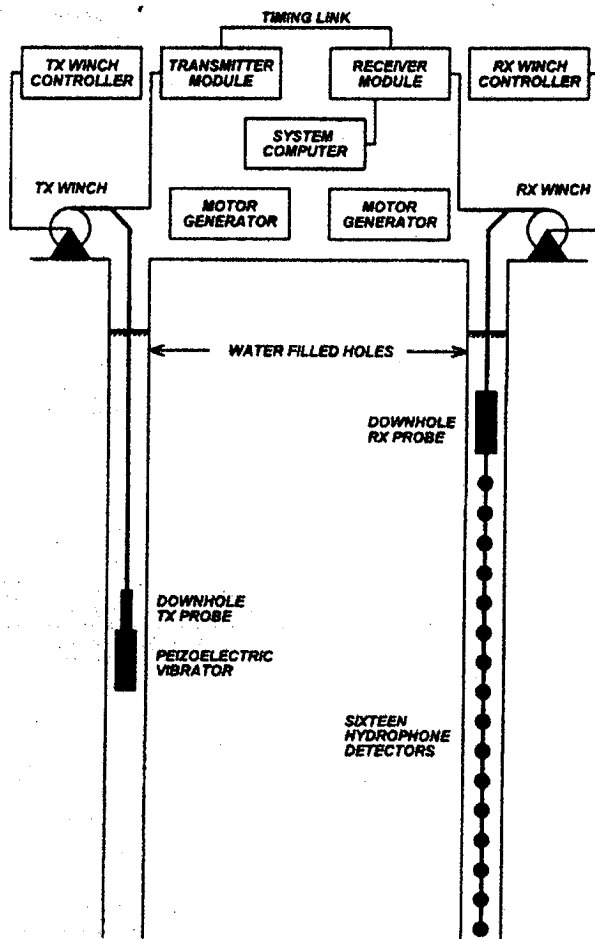 TIMING LINK
TX WINCH
CONTROLLER
TRANSMITTER
MODULE
RECEIVER
MODULE
RX WINCH
CONTROLLER
SYSTEM
COMPUTER
TX WINCH
MOTOR
GENERATOR
MOTOR
GENERATOR
RX WINCH
WATER FILLED HOLES
DOWNHOLE
RX PROBE
DOWNHOLE
TX PROBE
PEIZOELECTRIC
VIBRATOR
SIXTEEN
HYDROPHONE
DETECTORS